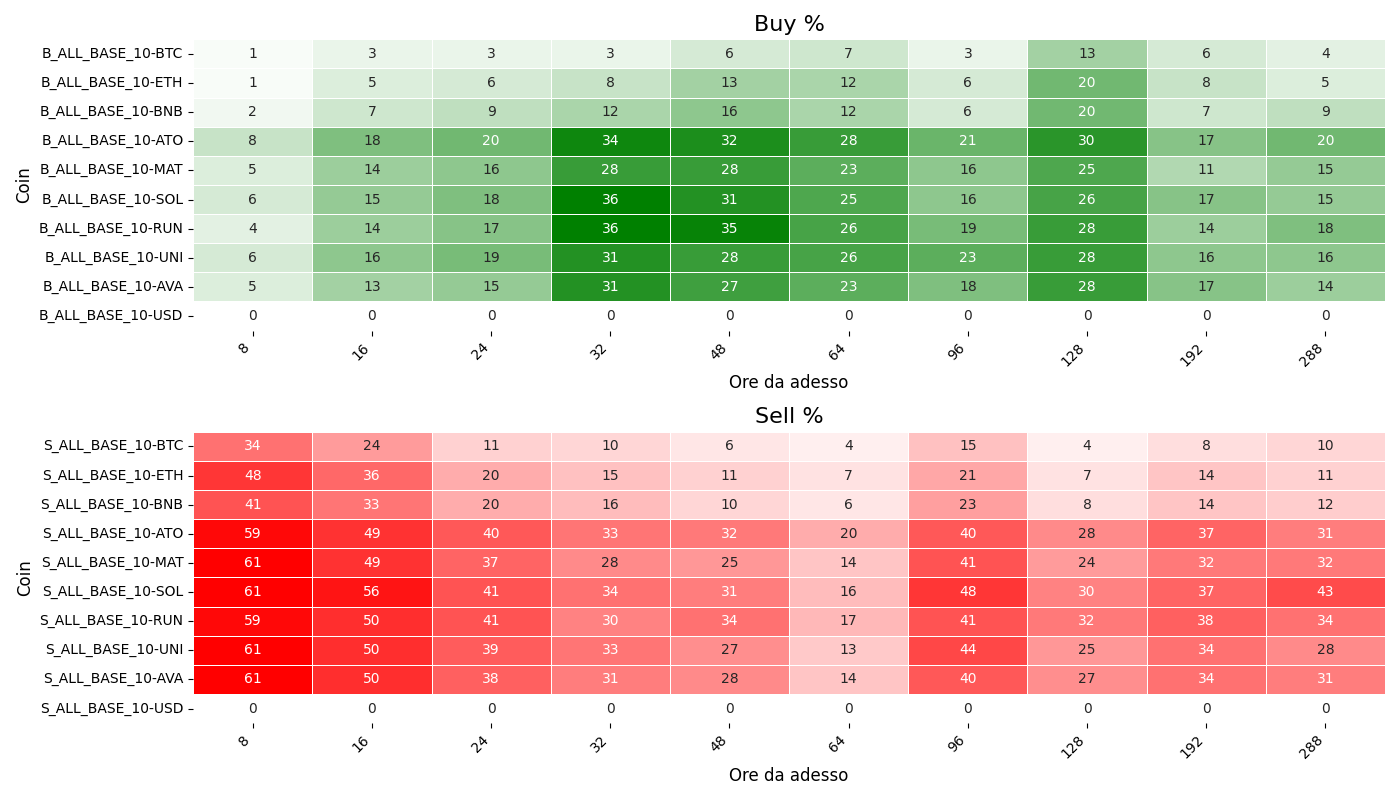 Buy %
B_ALL_BASE_10-BTC 1 3 3 3 6 7 3 13 6 4
B_ALL_BASE_10-ETH 1 5 6 8 13 12 6 20 8 5
B_ALL_BASE_10-BNB 2 7 9 12 16 12 6 20 7 9
B_ALL_BASE_10-ATO 8 18 20 34 32 28 21 30 17 20
B_ALL_BASE_10-MAT 5 14 16 28 28 23 16 25 11 15
Coin
B_ALL_BASE_10-SOL 6 15 18 36 31 25 16 26 17 15
B_ALL_BASE_10-RUN 4 14 17 36 35 26 19 28 14 18
B_ALL_BASE_10-UNI 6 16 19 31 28 26 23 28 16 16
B_ALL_BASE_10-AVA 5 13 15 31 27 23 18 28 17 14
B_ALL_BASE_10-USD 0 0 0 0 0 0 0 0 0 0
8 16 24 32 48 64 96 128 192 288
Ore da adesso
Sell %
S_ALL_BASE_10-BTC 34 24 11 10 6 4 15 4 8 10
S_ALL_BASE_10-ETH 48 36 20 15 11 7 21 7 14 11
S_ALL_BASE_10-BNB 41 33 20 16 10 6 23 8 14 12
S_ALL_BASE_10-ATO 59 49 40 33 32 20 40 28 37 31
S_ALL_BASE_10-MAT 61 49 37 28 25 14 41 24 32 32
Coin
S_ALL_BASE_10-SOL 61 56 41 34 31 16 48 30 37 43
S_ALL_BASE_10-RUN 59 50 41 30 34 17 41 32 38 34
S_ALL_BASE_10-UNI 61 50 39 33 27 13 44 25 34 28
S_ALL_BASE_10-AVA 61 50 38 31 28 14 40 27 34 31
S_ALL_BASE_10-USD 0 0 0 0 0 0 0 0 0 0
8 16 24 32 48 64 96 128 192 288
Ore da adesso